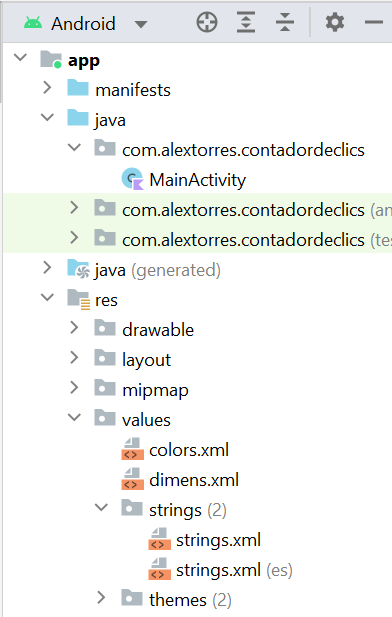 Android
app
manifests
java
com.alextorres.contadordeclics
MainActivity
com.alextorres.contadordeclics (an
com.alextorres.contadordeclics (tes
java (generated)
res
drawable
layout
mipmap
values
colors.xml
dimens.xml
strings (2)
strings.xml
strings.xml (es)
themes (2)